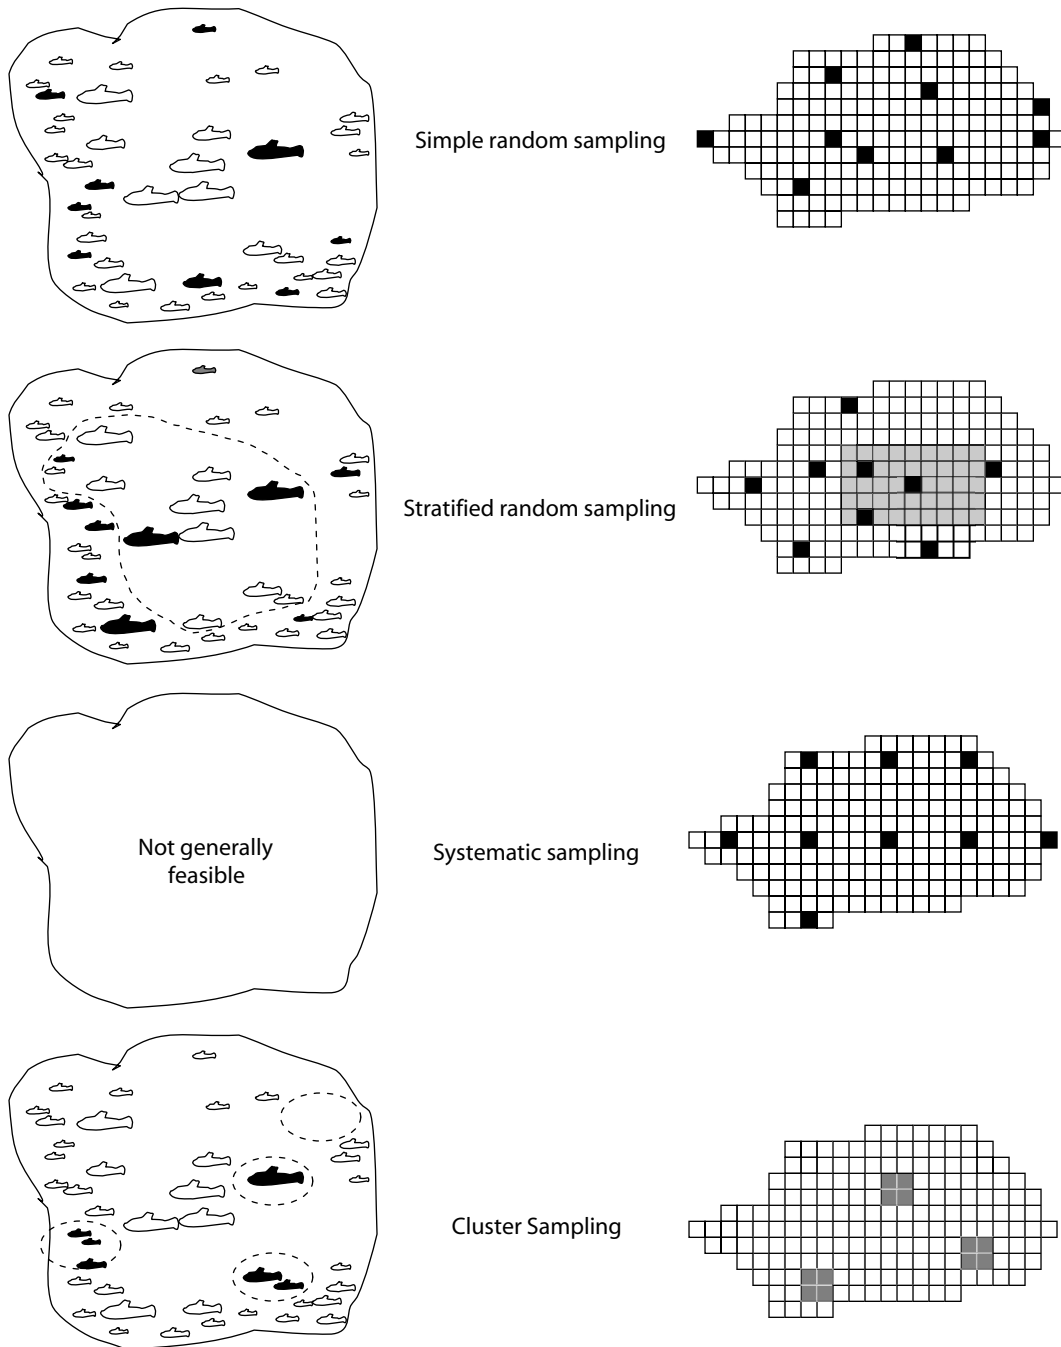 Simple random sampling
Stratified random sampling
Not generally
feasible
Systematic sampling
Cluster Sampling